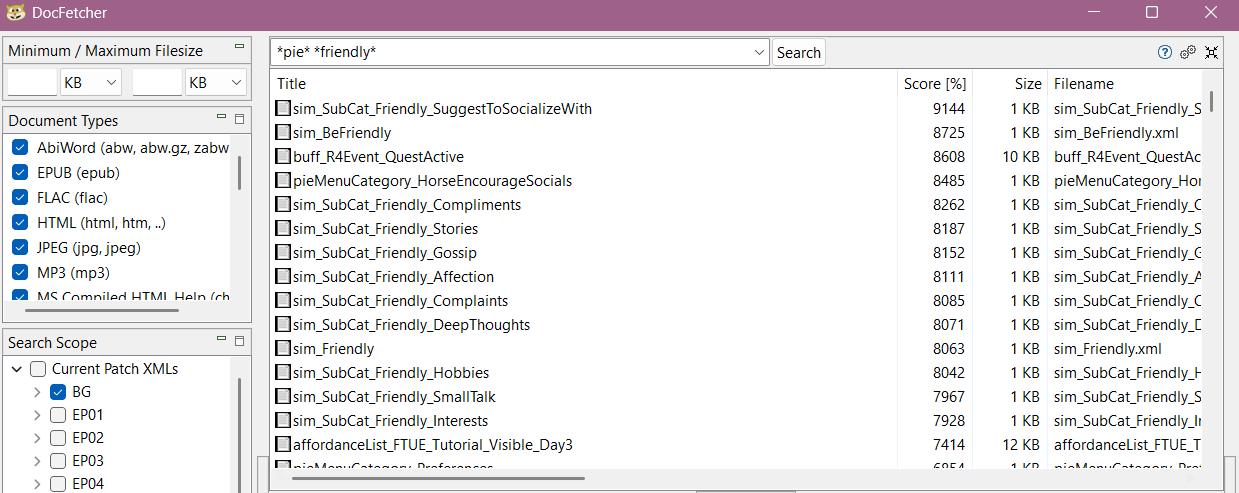 DocFetcher
Minimum / Maximum Filesize
KB KB
Document Types
AbiWord (abw, abw.gz, zabw
EPUB (epub)
FLAC (flac)
HTML (html, htm, ..)
JPEG (jpg, jpeg)
MP3 (mp3)
MS Compiled HTML Help (ch
Search Scope
Current Patch XMLs
BG
EP01
EP02
EP03
EP04
*pie* *friendly* Search
Title Score [%] Size Filename
sim_SubCat_Friendly_SuggestToSocializeWith 9144 1 KB sim_SubCat_Friendly_S
sim_BeFriendly 8725 1 KB sim_BeFriendly.xml
buff_R4Event_QuestActive 8608 10 KB buff_R4Event_QuestAc
pieMenuCategory_HorseEncourageSocials 8485 1 KB pieMenuCategory_Hor
sim_SubCat_Friendly_Compliments 8262 1 KB sim_SubCat_Friendly_C
sim_SubCat_Friendly_Stories 8187 1 KB sim_SubCat_Friendly_S
sim_SubCat_Friendly_Gossip 8152 1 KB sim_SubCat_Friendly_G
sim_SubCat_Friendly_Affection 8111 1 KB sim_SubCat_Friendly_A
sim_SubCat_Friendly_Complaints 8085 1 KB sim_SubCat_Friendly_C
sim_SubCat_Friendly_DeepThoughts 8071 1 KB sim_SubCat_Friendly_D
sim_Friendly 8063 1 KB sim_Friendly.xml
sim_SubCat_Friendly_Hobbies 8042 1 KB sim_SubCat_Friendly_H
sim_SubCat_Friendly_SmallTalk 7967 1 KB sim_SubCat_Friendly_S
sim_SubCat_Friendly_Interests 7928 1 KB sim_SubCat_Friendly_In
affordanceList_FTUE_Tutorial_Visible_Day3 7414 12 KB affordanceList_FTUE_T
pieMenuCategory_Preferences 6854 1 KB pieMenuCategory_Pre